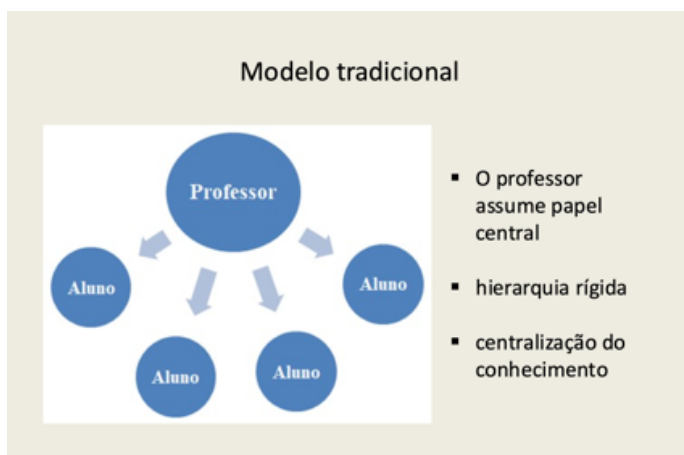 Modelo tradicional
Professor
Aluno
Aluno
Aluno
Aluno
▪ O professor
assume papel
central
▪ hierarquia rígida
▪ centralização do
conhecimento